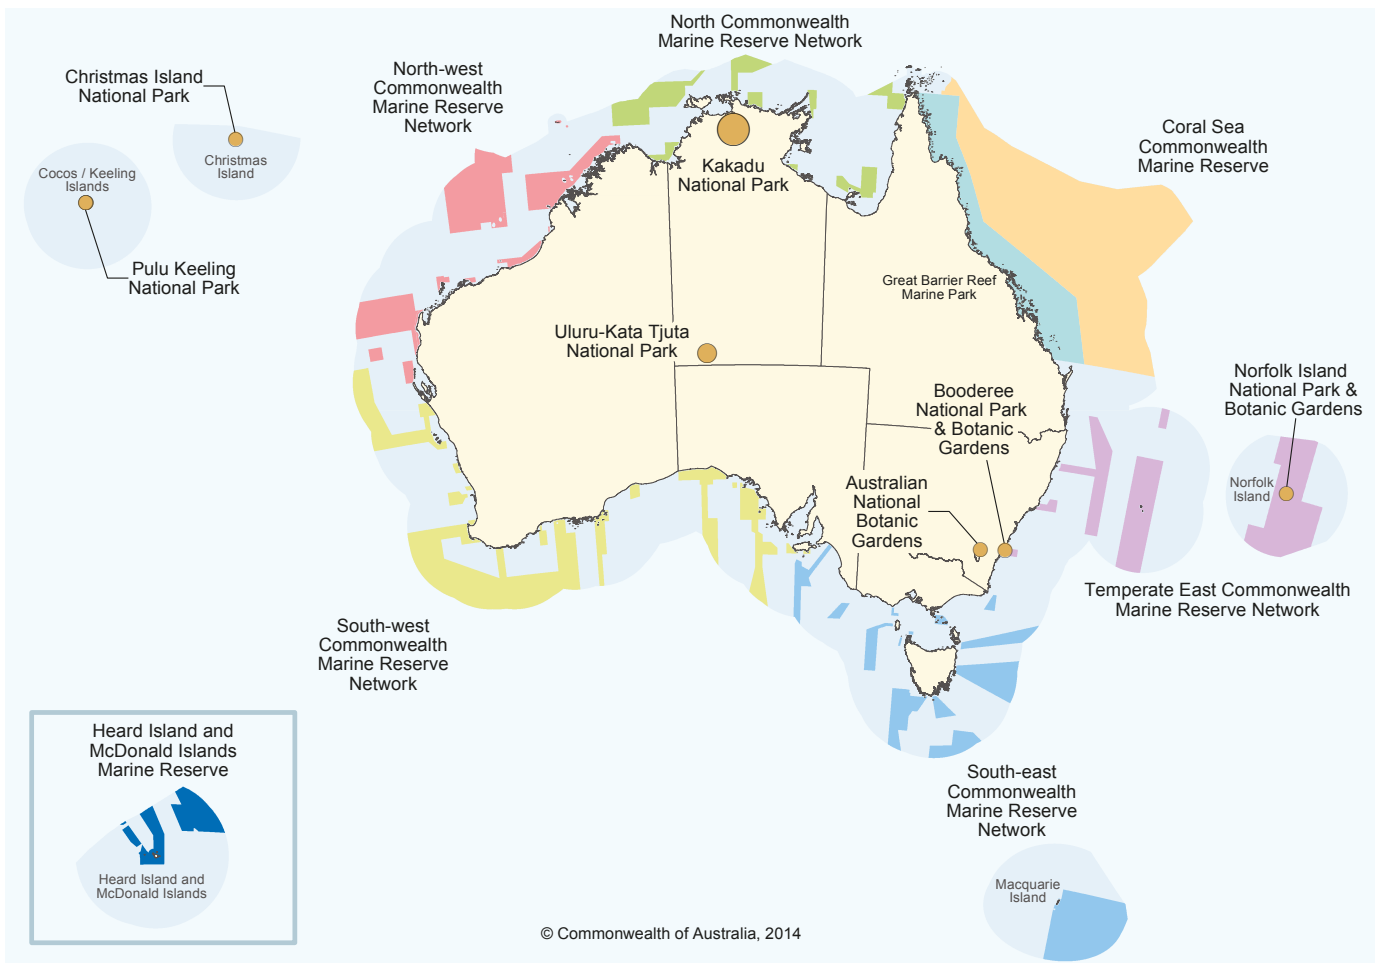 North Commonwealth
Marine Reserve Network
North-west
Commonwealth
Marine Reserve
Network
Christmas Island
National Park
Christmas
Island
Cocos / Keeling
Islands
Pulu Keeling
National Park
Kakadu
National Park
Coral Sea
Commonwealth
Marine Reserve
Great Barrier Reef
Marine Park
Uluru-Kata Tjuta
National Park
Norfolk Island
National Park &
Botanic Gardens
Norfolk
Island
Booderee
National Park
& Botanic
Gardens
Australian
National
Botanic
Gardens
Temperate East Commonwealth
Marine Reserve Network
South-west
Commonwealth
Marine Reserve
Network
Heard Island and
McDonald Islands
Marine Reserve
Heard Island and
McDonald Islands
South-east
Commonwealth
Marine Reserve
Network
Macquarie
Island
© Commonwealth of Australia, 2014